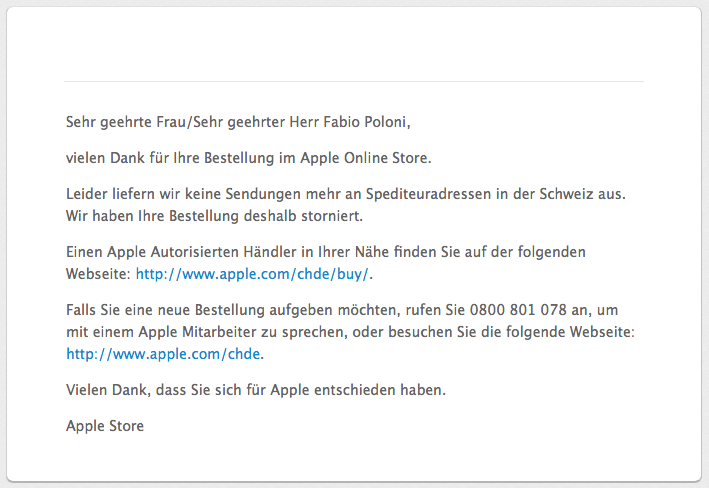 Sehr geehrte Frau/Sehr geehrter Herr Fabio Poloni,
vielen Dank für Ihre Bestellung im Apple Online Store.
Leider liefern wir keine Sendungen mehr an Spediteuradressen in der Schweiz aus.
Wir haben Ihre Bestellung deshalb storniert.
Einen Apple Autorisierten Händler in Ihrer Nähe finden Sie auf der folgenden
Webseite: http://www.apple.com/chde/buy/.
Falls Sie eine neue Bestellung aufgeben möchten, rufen Sie 0800 801 078 an, um
mit einem Apple Mitarbeiter zu sprechen, oder besuchen Sie die folgende Webseite:
http://www.apple.com/chde.
Vielen Dank, dass Sie sich für Apple entschieden haben.
Apple Store